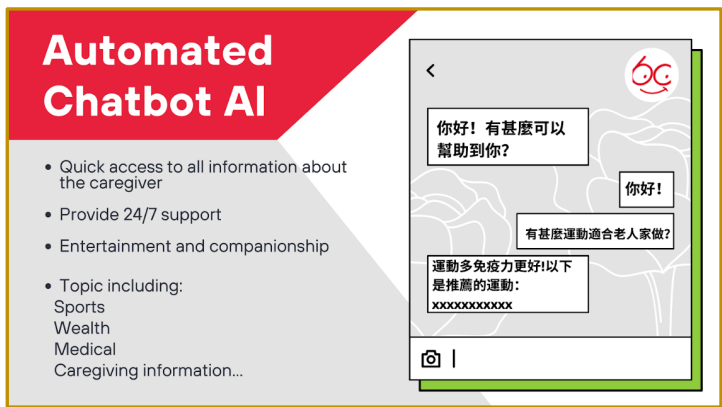 Automated
Chatbot AI
• Quick access to all information about
the caregiver
• Provide 24/7 support
• Entertainment and companionship
• Topic including:
Sports
Wealth
Medical
Caregiving information...
你好！有甚麼可以
幫助到你？
你好！
有甚麼運動適合老人家做?
運動多免疫力更好!以下
是推薦的運動：
xxxxxxxxxxx